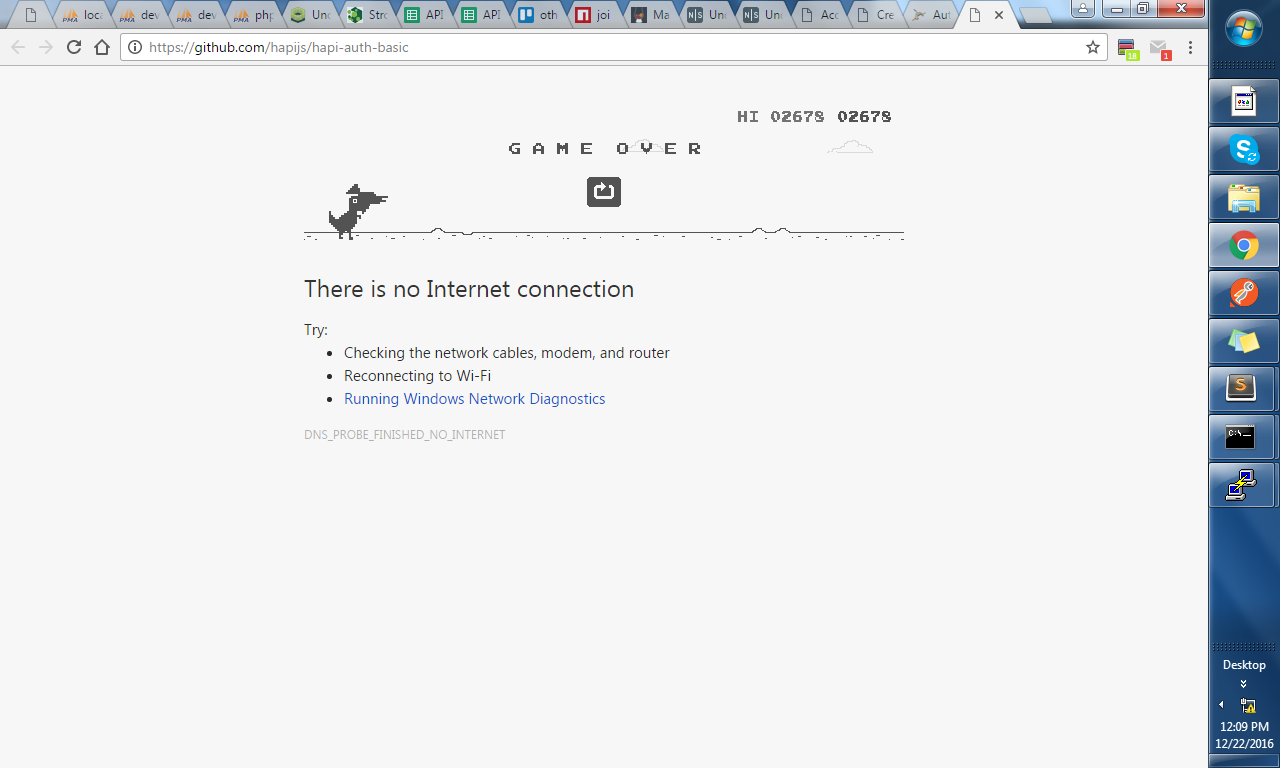 loca
dev
dev
php
Unc
Stro
API
API
oth
joi
Ma
Unc
Unc
Acc
Cre
Aut
https://github.com/hapijs/hapi-auth-basic
18
1
HI 02678 02678
GAME OVER
There is no Internet connection
Try:
Checking the network cables, modem, and router
Reconnecting to Wi-Fi
Running Windows Network Diagnostics
DNS_PROBE_FINISHED_NO_INTERNET
C:\
Desktop
12:09 PM
12/22/2016